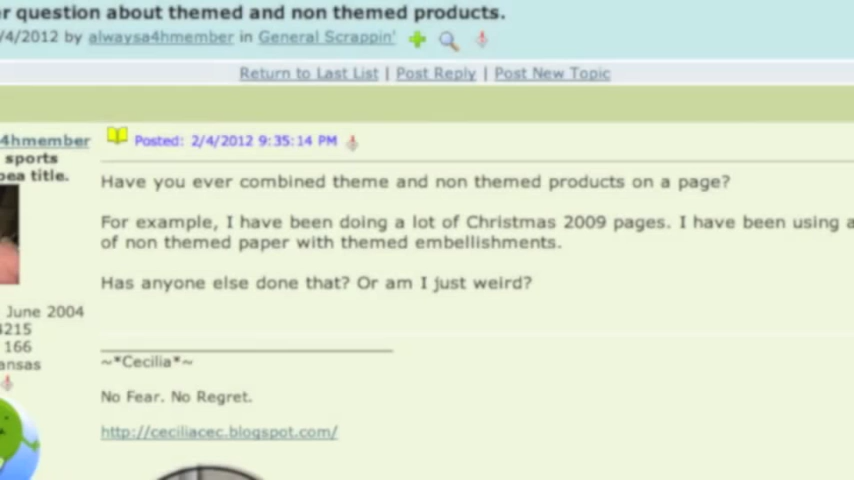 r question about themed and non themed products.
/4/2012 by alwaysa4hmember in General Scrappin'
Return to Last List | Post Reply | Post New Topic
4hmember
sports
pea title.
Posted: 2/4/2012 9:35:14 PM
Have you ever combined theme and non themed products on a page?
For example, I have been doing a lot of Christmas 2009 pages. I have been using a
of non themed paper with themed embellishments.
Has anyone else done that? Or am I just weird?
June 2004
4215
166
ansas
~*Cecilia*~
No Fear. No Regret.
http://ceciliacec.blogspot.com/